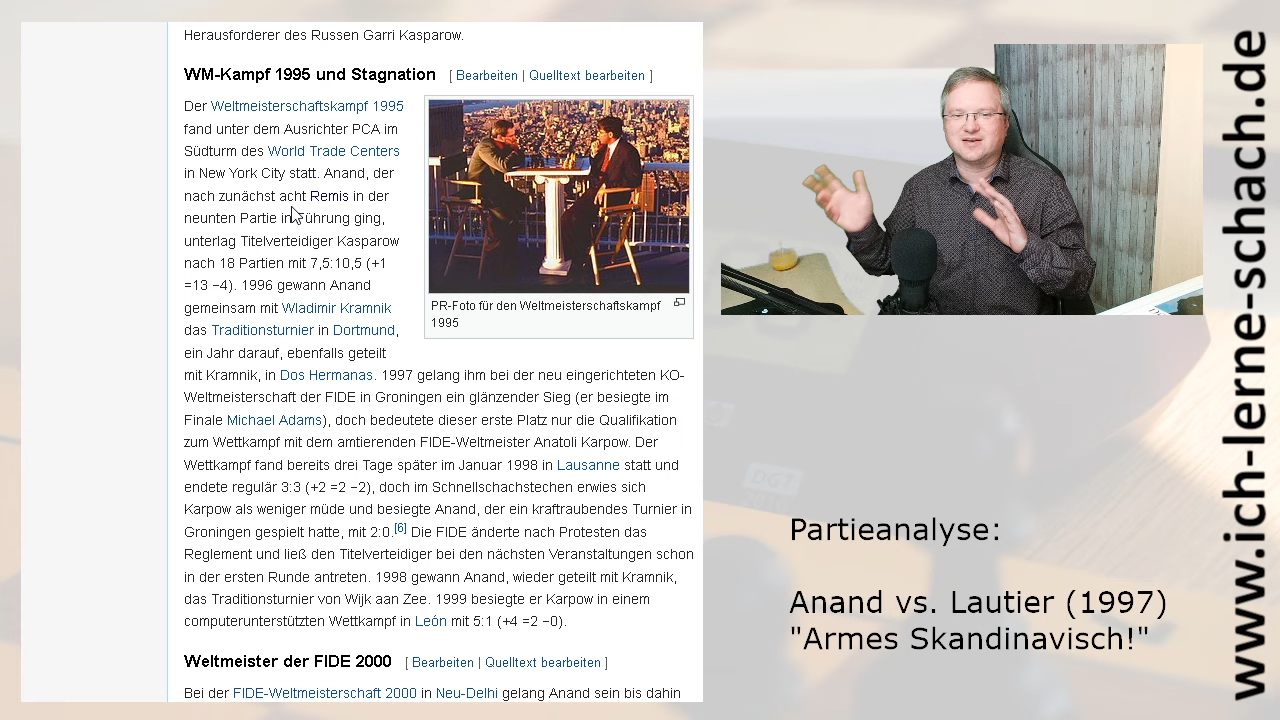 Herausforderer des Russen Garri Kasparow.
WM-Kampf 1995 und Stagnation [ Bearbeiten | Quelltext bearbeiten ]
Der Weltmeisterschaftskampf 1995
fand unter dem Ausrichter PCA im
Südturm des World Trade Centers
in New York City statt. Anand, der
nach zunächst acht Remis in der
neunten Partie in Führung ging,
unterlag Titelverteidiger Kasparow
nach 18 Partien mit 7,5:10,5 (+1
=13 −4). 1996 gewann Anand
gemeinsam mit Wladimir Kramnik
das Traditionsturnier in Dortmund,
ein Jahr darauf, ebenfalls geteilt
PR-Foto für den Weltmeisterschaftskampf
1995
mit Kramnik, in Dos Hermanas. 1997 gelang ihm bei der neu eingerichteten KO-
Weltmeisterschaft der FIDE in Groningen ein glänzender Sieg (er besiegte im
Finale Michael Adams), doch bedeutete dieser erste Platz nur die Qualifikation
zum Wettkampf mit dem amtierenden FIDE-Weltmeister Anatoli Karpow. Der
Wettkampf fand bereits drei Tage später im Januar 1998 in Lausanne statt und
endete regulär 3:3 (+2 =2 −2), doch im Schnellschachstechen erwies sich
Karpow als weniger müde und besiegte Anand, der ein kraftraubendes Turnier in
Groningen gespielt hatte, mit 2:0.[6] Die FIDE änderte nach Protesten das
Reglement und ließ den Titelverteidiger bei den nächsten Veranstaltungen schon
in der ersten Runde antreten. 1998 gewann Anand, wieder geteilt mit Kramnik,
das Traditionsturnier von Wijk aan Zee. 1999 besiegte er Karpow in einem
computerunterstützten Wettkampf in León mit 5:1 (+4 =2 −0).
Weltmeister der FIDE 2000 [ Bearbeiten | Quelltext bearbeiten ]
Bei der FIDE-Weltmeisterschaft 2000 in Neu-Delhi gelang Anand sein bis dahin
DGT
Partieanalyse:
Anand vs. Lautier (1997)
"Armes Skandinavisch!"
www.ich-lerne-schach.de